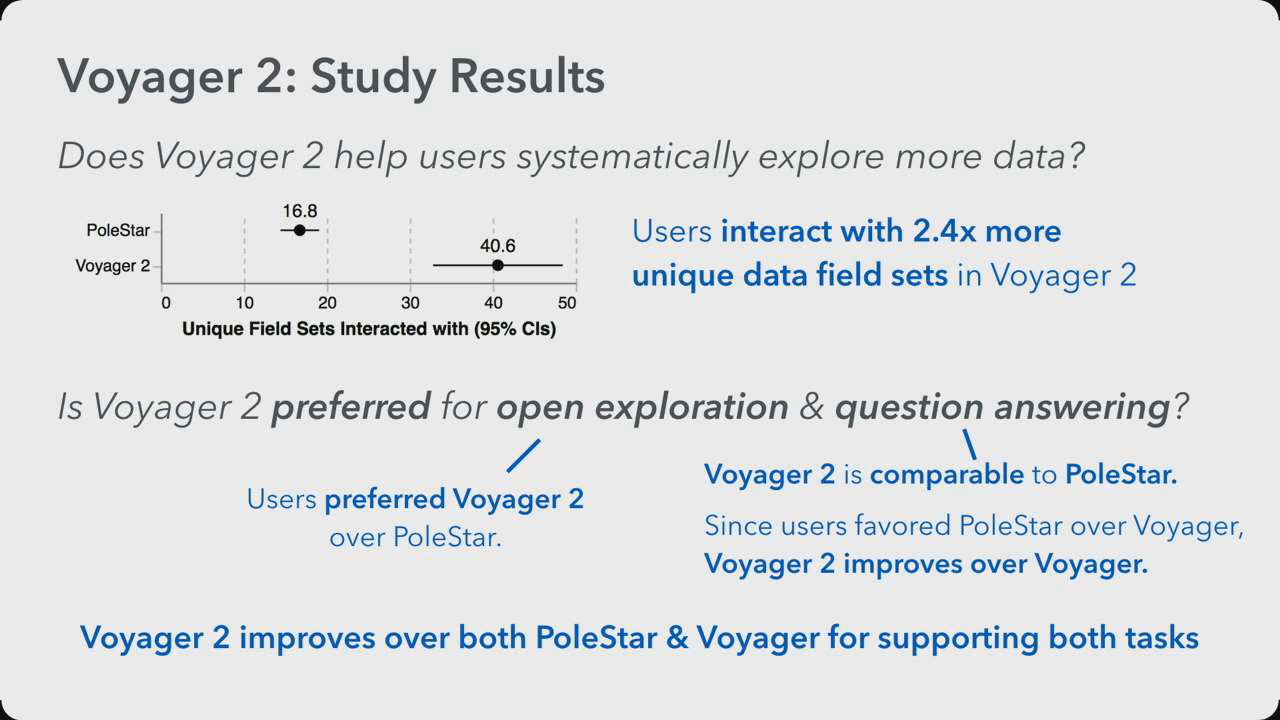 Voyager 2: Study Results
Does Voyager 2 help users systematically explore more data?
16.8
PoleStar
40.6
Voyager 2
0 10 20 30 40 50
Unique Field Sets Interacted with (95% CIs)
Users interact with 2.4x more
unique data field sets in Voyager 2
Is Voyager 2 preferred for open exploration & question answering?
Users preferred Voyager 2
over PoleStar.
Voyager 2 is comparable to PoleStar.
Since users favored PoleStar over Voyager,
Voyager 2 improves over Voyager.
Voyager 2 improves over both PoleStar & Voyager for supporting both tasks